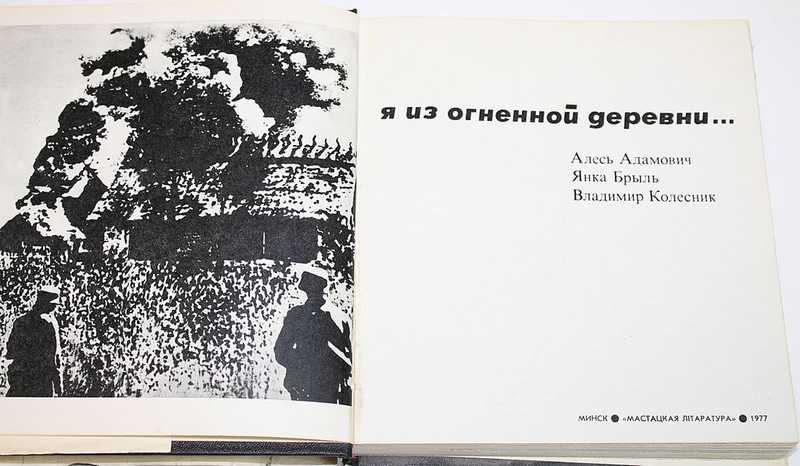 я из огненной деревни...
Алесь Адамович
Янка Брыль
Владимир Колесник
МИНСК ● «МАСТАЦКАЯ ЛІТАРАТУРА» ● 1977